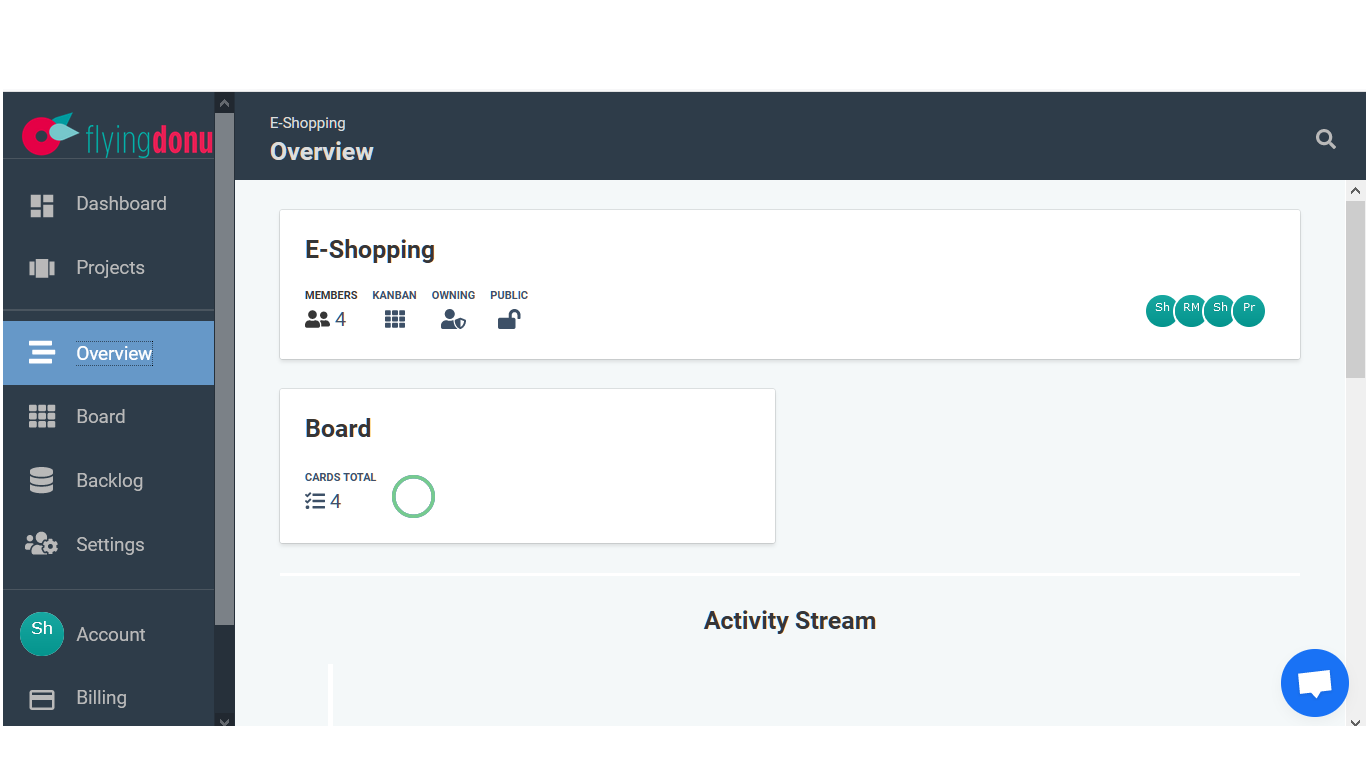 flyingdonu
Dashboard
Projects
Overview
Board
Backlog
Settings
Sh
Account
Billing
E-Shopping
Overview
E-Shopping
MEMBERS KANBAN OWNING PUBLIC
4
Sh RM Sh Pr
Board
CARDS TOTAL
4
Activity Stream